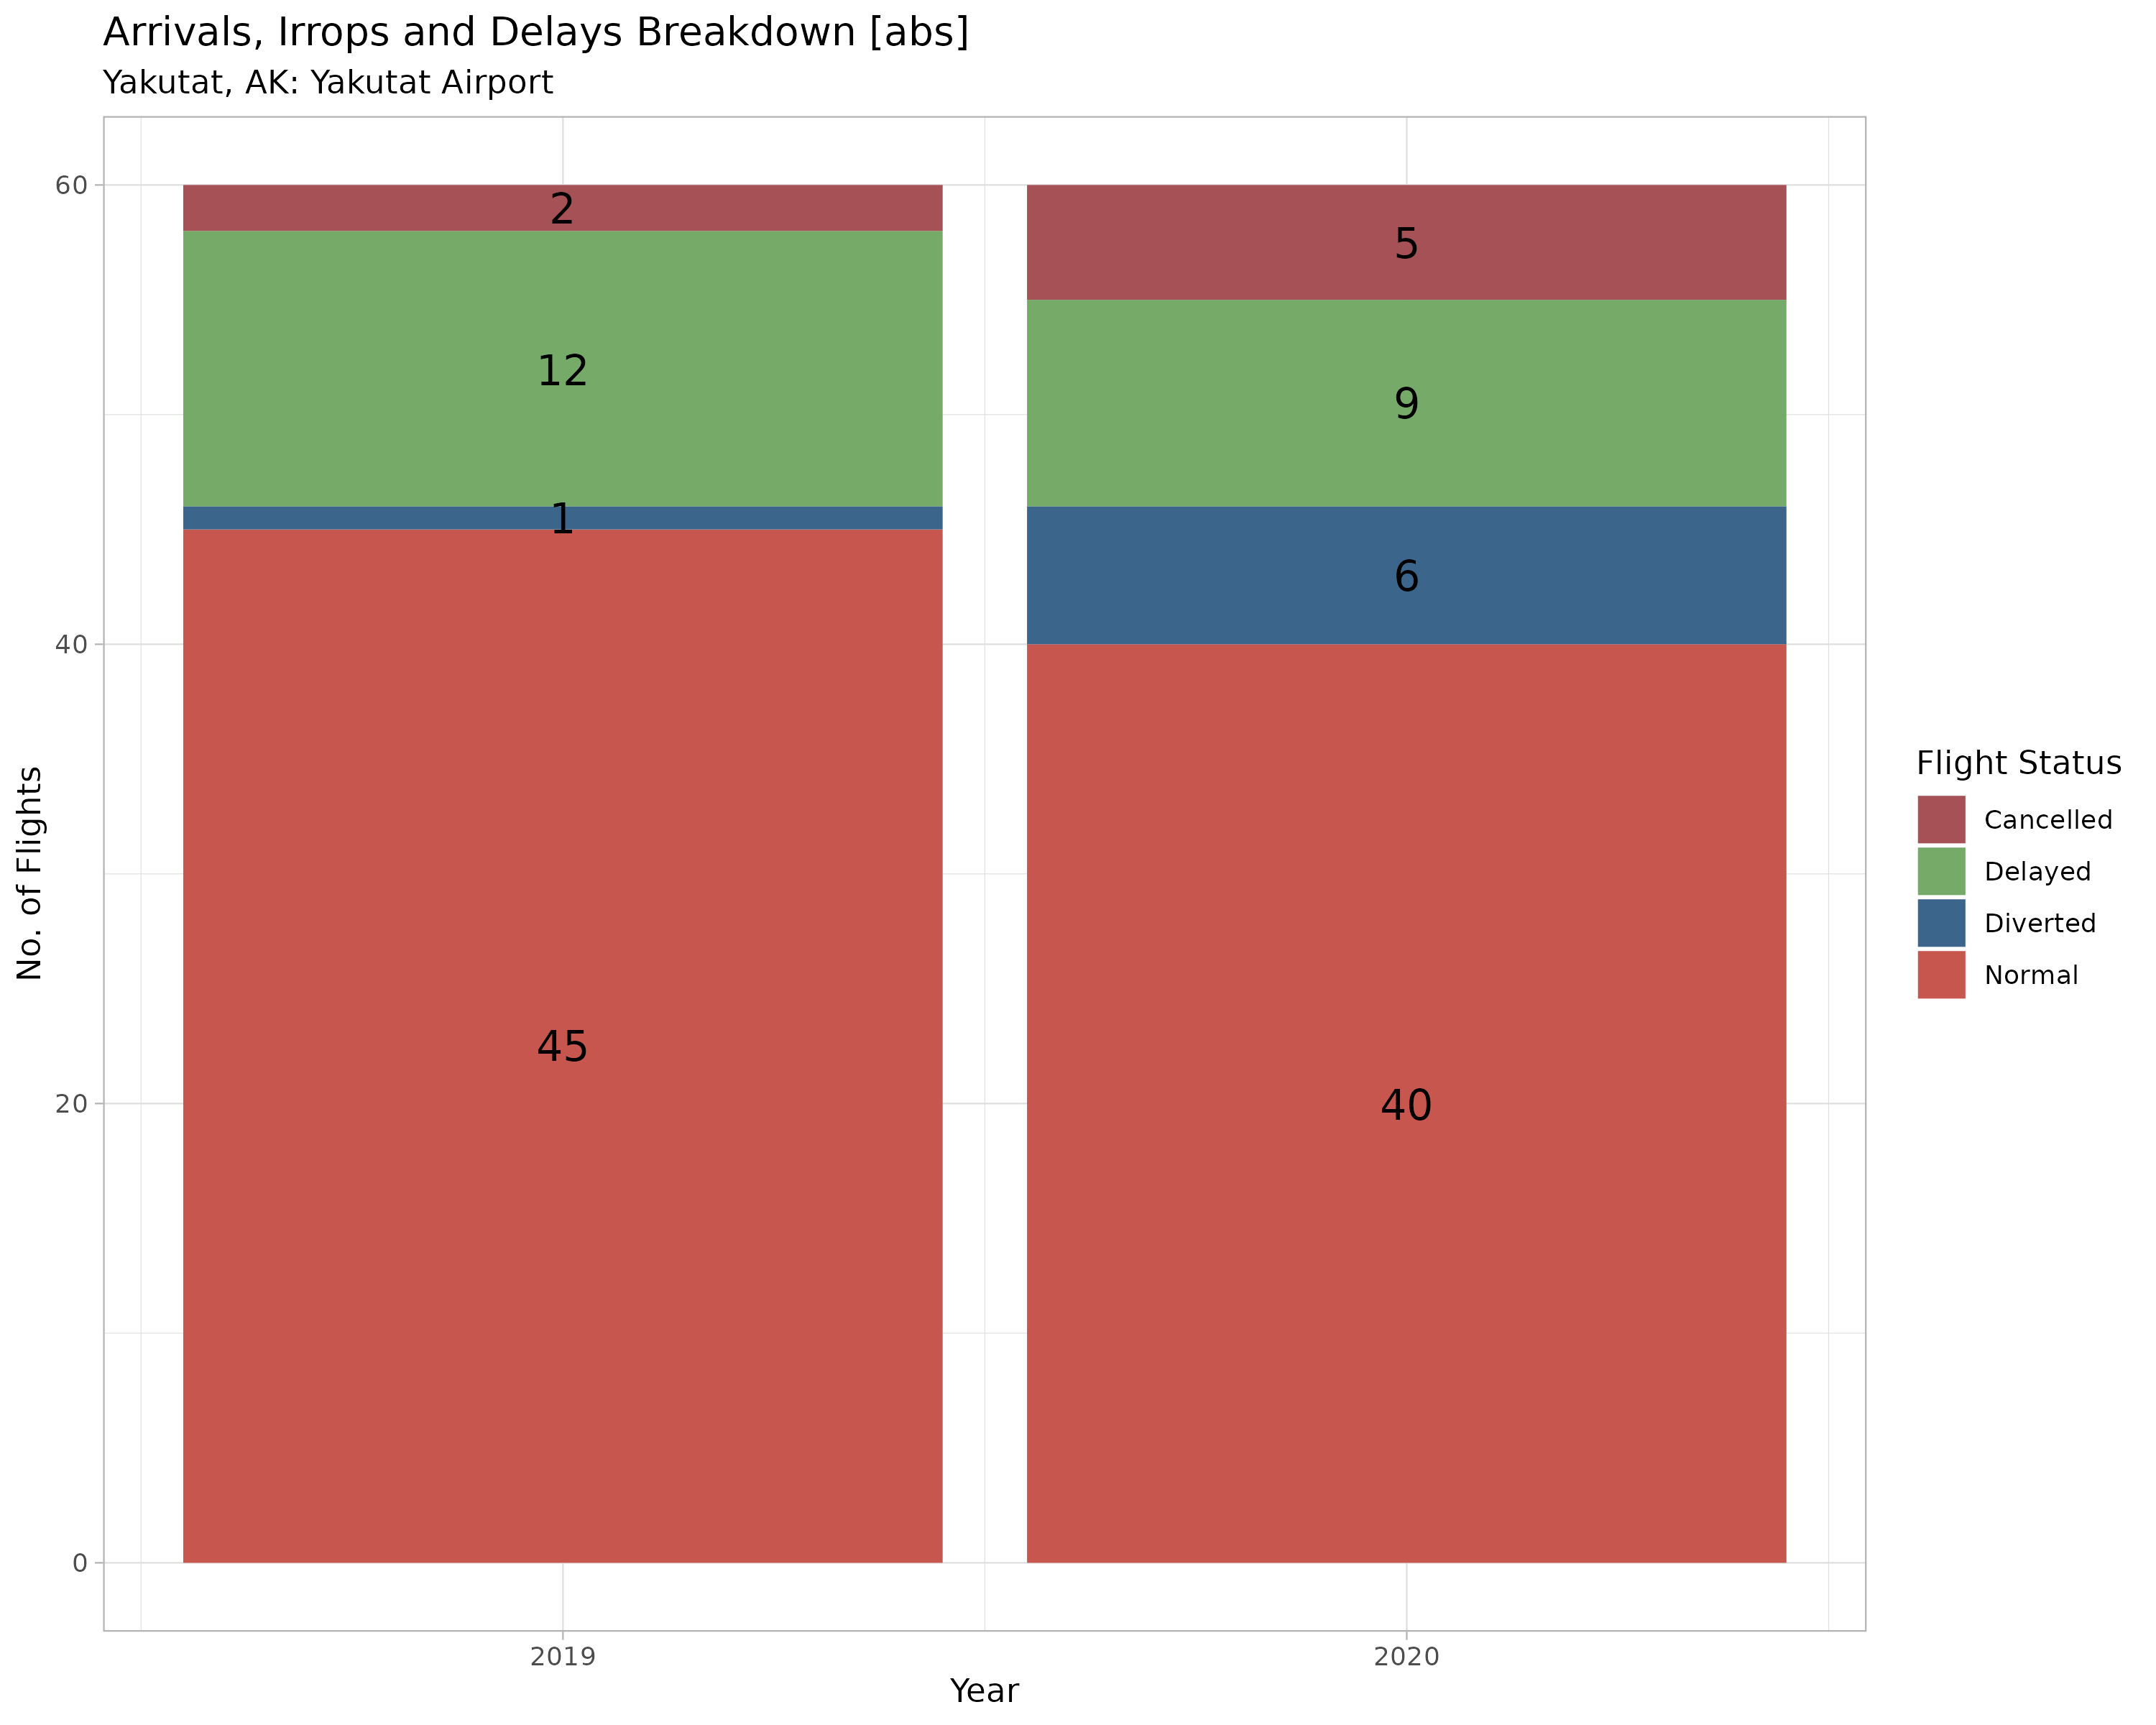 Arrivals, Irrops and Delays Breakdown [abs]
Yakutat, AK: Yakutat Airport
60
40
20
0
No. of Flights
2
12
1
45
5
9
6
40
2019
2020
Year
Flight Status
Cancelled
Delayed
Diverted
Normal